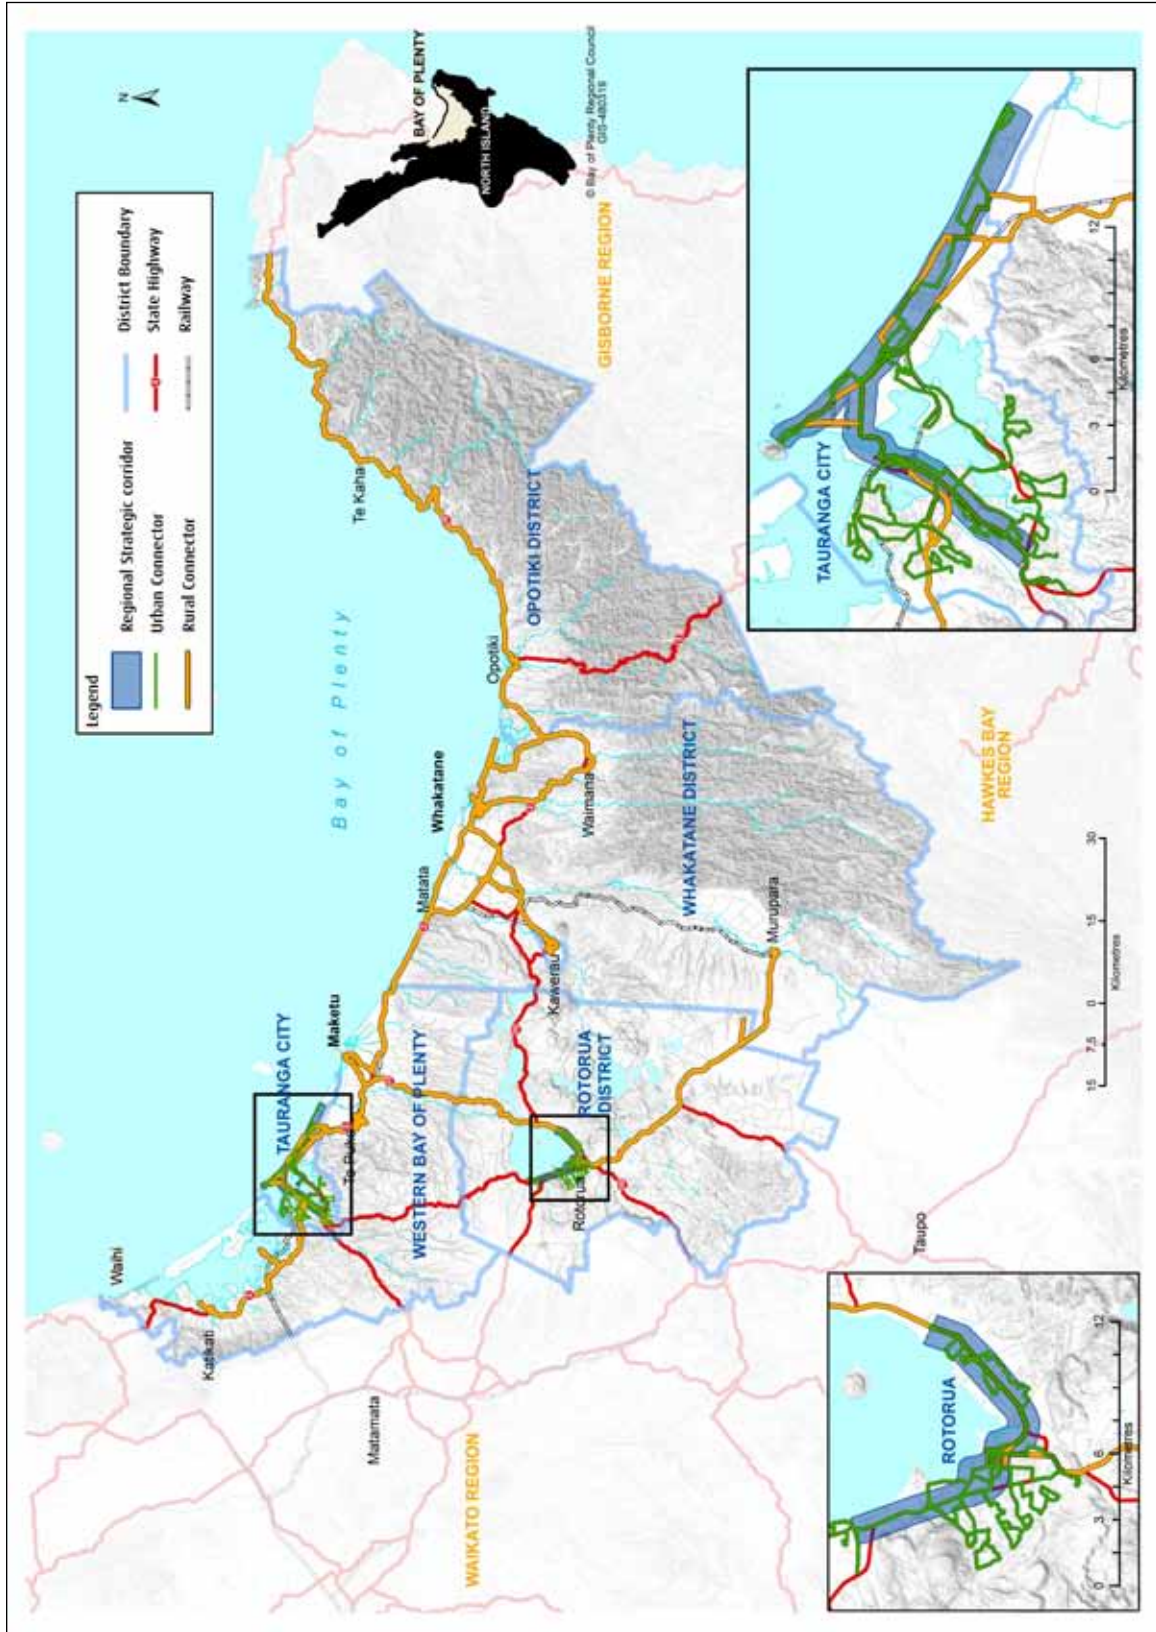 Legend
Regional Strategic corridor
Urban Connector
Rural Connector
District Boundary
State Highway
Railway
N
BAY OF PLENTY
NORTH ISLAND
© Bay of Plenty Regional Council
Bay of Plenty
Waihi
Katikati
TAURANGA CITY
Te Puke
Maketu
Matata
Whakatane
Opotiki
Te Kaha
Matamata
WESTERN BAY OF PLENTY
Rotorua
ROTORUA
DISTRICT
Kawerau
Waimana
OPOTIKI DISTRICT
WHAKATANE DISTRICT
Murupara
Taupo
WAIKATO REGION
GISBORNE REGION
HAWKES BAY
REGION
15 7.5 0 15 30
Kilometres
ROTORUA
0 3 6 12
Kilometres
TAURANGA CITY
0 3 6 12
Kilometres